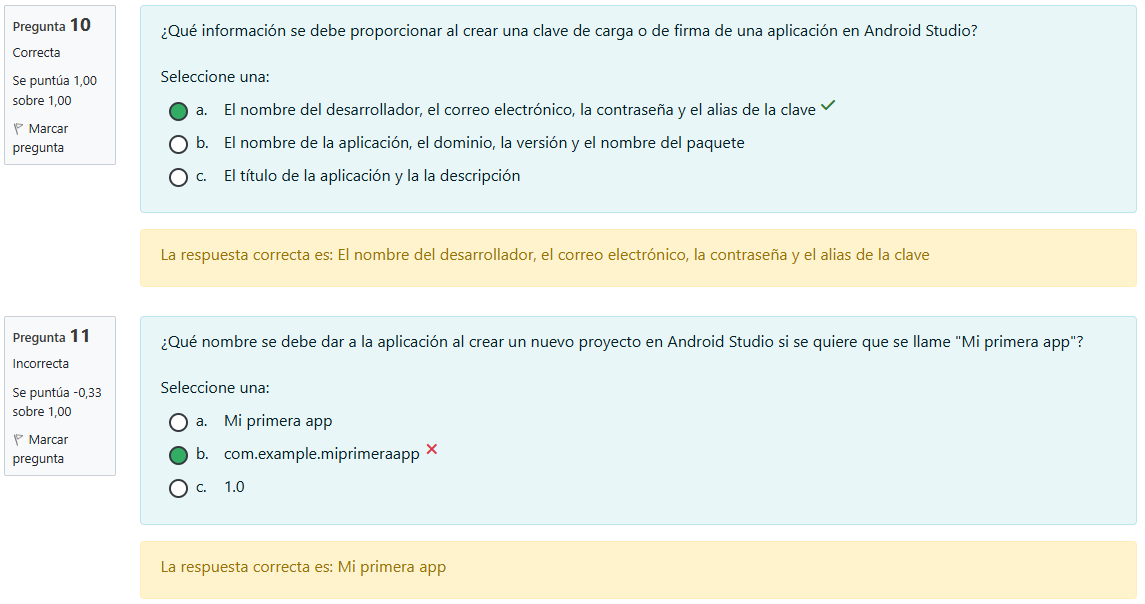 Pregunta 10
Correcta
Se puntúa 1,00
sobre 1,00
Marcar
pregunta
¿Qué información se debe proporcionar al crear una clave de carga o de firma de una aplicación en Android Studio?
Seleccione una:
a. El nombre del desarrollador, el correo electrónico, la contraseña y el alias de la clave
b. El nombre de la aplicación, el dominio, la versión y el nombre del paquete
c. El título de la aplicación y la la descripción
La respuesta correcta es: El nombre del desarrollador, el correo electrónico, la contraseña y el alias de la clave
Pregunta 11
Incorrecta
Se puntúa -0,33
sobre 1,00
Marcar
pregunta
¿Qué nombre se debe dar a la aplicación al crear un nuevo proyecto en Android Studio si se quiere que se llame "Mi primera app"?
Seleccione una:
a. Mi primera app
b. com.example.miprimeraapp
c. 1.0
La respuesta correcta es: Mi primera app